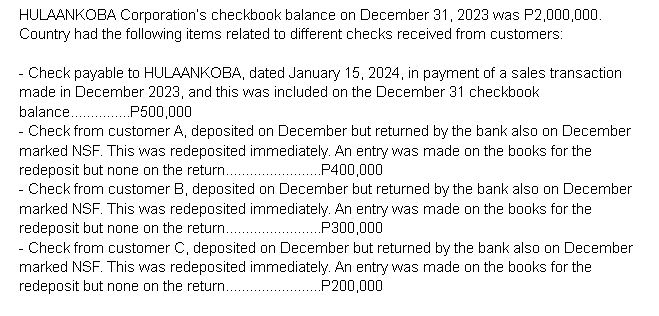 HULAANKOBA Corporation's checkbook balance on December 31, 2023 was P2,000,000.
Country had the following items related to different checks received from customers:
- Check payable to HULAANKOBA, dated January 15, 2024, in payment of a sales transaction
made in December 2023, and this was included on the December 31 checkbook
balance...............P500,000
- Check from customer A, deposited on December but returned by the bank also on December
marked NSF. This was redeposited immediately. An entry was made on the books for the
redeposit but none on the return........................P400,000
- Check from customer B, deposited on December but returned by the bank also on December
marked NSF. This was redeposited immediately. An entry was made on the books for the
redeposit but none on the return........................P300,000
- Check from customer C, deposited on December but returned by the bank also on December
marked NSF. This was redeposited immediately. An entry was made on the books for the
redeposit but none on the return........................P200,000